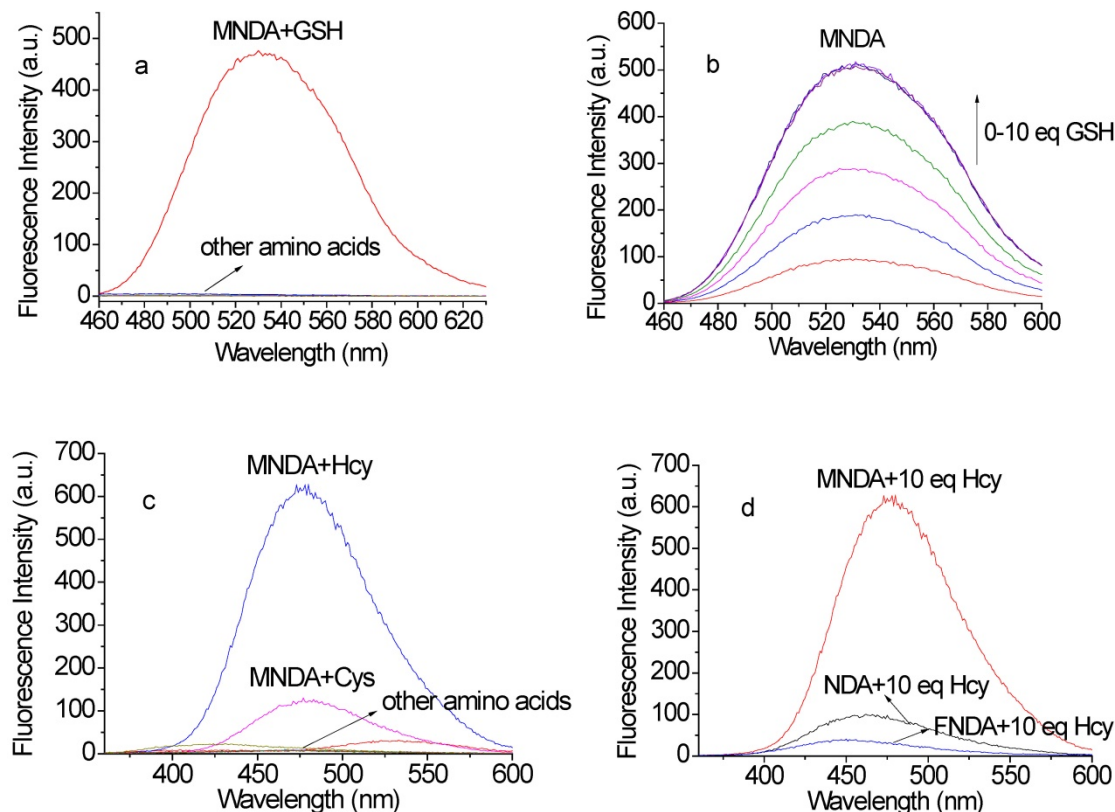 MNDA+GSH
a
other amino acids
500
400
300
200
100
0
460 480 500 520 540 560 580 600 620
Fluorescence Intensity (a.u.)
Wavelength (nm)
MNDA
b
0-10 eq GSH
600
500
400
300
200
100
0
460 480 500 520 540 560 580 600
Fluorescence Intensity (a.u.)
Wavelength (nm)
MNDA+Hcy
c
MNDA+Cys
other amino acids
700
600
500
400
300
200
100
0
400 450 500 550 600
Fluorescence Intensity (a.u.)
Wavelength (nm)
MNDA+10 eq Hcy
d
NDA+10 eq Hcy
FNDA+10 eq Hcy
700
600
500
400
300
200
100
0
400 450 500 550 600
Fluorescence Intensity (a.u.)
Wavelength (nm)